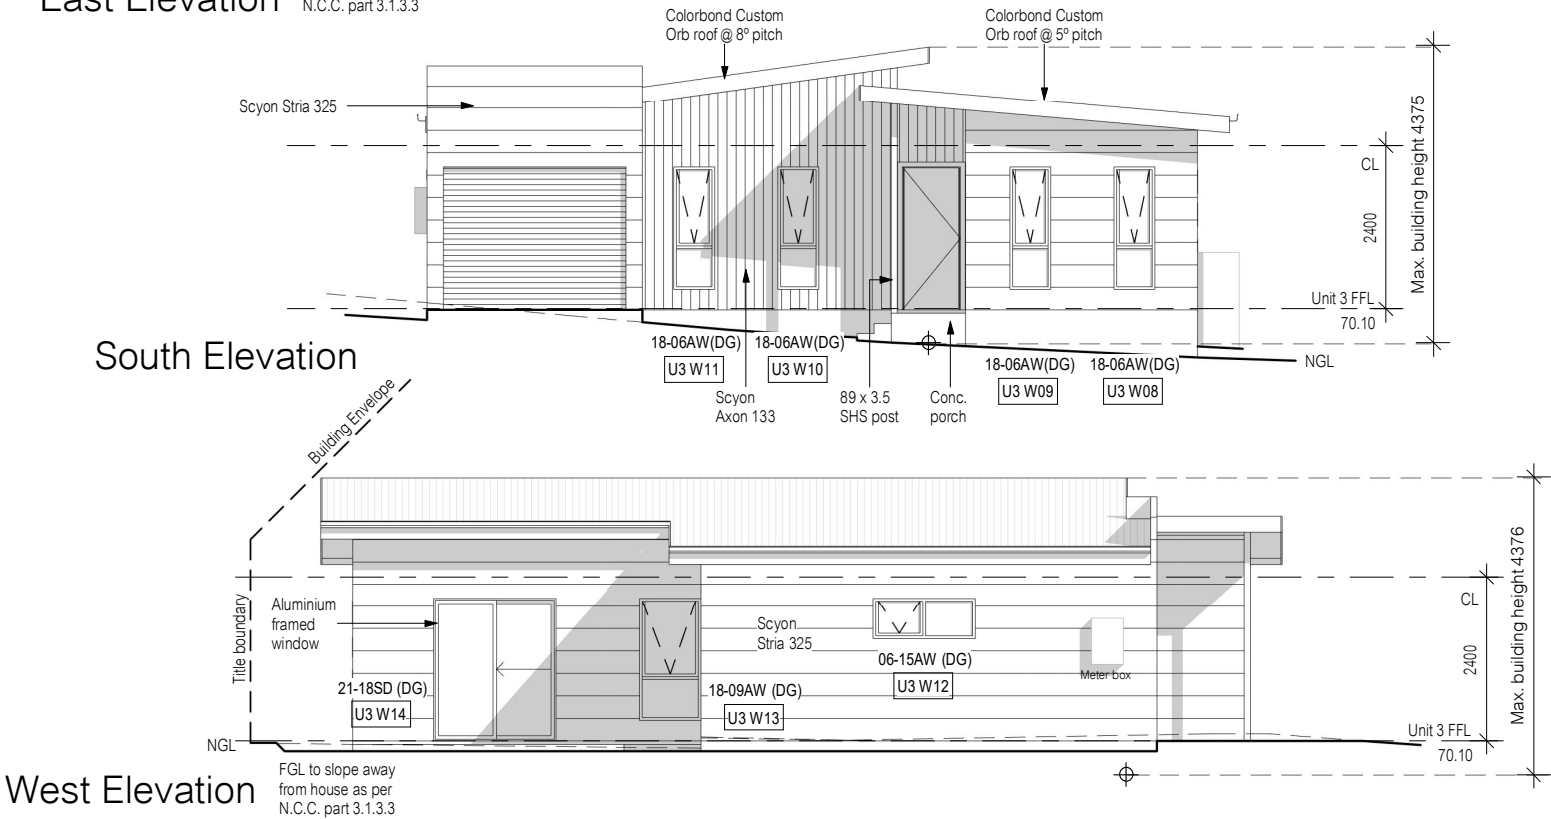 East Elevation
N.C.C. part 3.1.3.3
Colorbond Custom
Orb roof @ 8º pitch
Colorbond Custom
Orb roof @ 5º pitch
Scyon Stria 325
CL
2400
Max. building height 4375
Unit 3 FFL
70.10
NGL
South Elevation
18-06AW(DG)
U3 W11
18-06AW(DG)
U3 W10
18-06AW(DG)
U3 W09
18-06AW(DG)
U3 W08
Scyon
Axon 133
89 x 3.5
SHS post
Conc.
porch
Building Envelope
Title boundary
Aluminium
framed
window
Scyon
Stria 325
CL
2400
Max. building height 4376
21-18SD (DG)
U3 W14
18-09AW (DG)
U3 W13
06-15AW (DG)
U3 W12
Meter box
Unit 3 FFL
70.10
NGL
West Elevation
FGL to slope away
from house as per
N.C.C. part 3.1.3.3